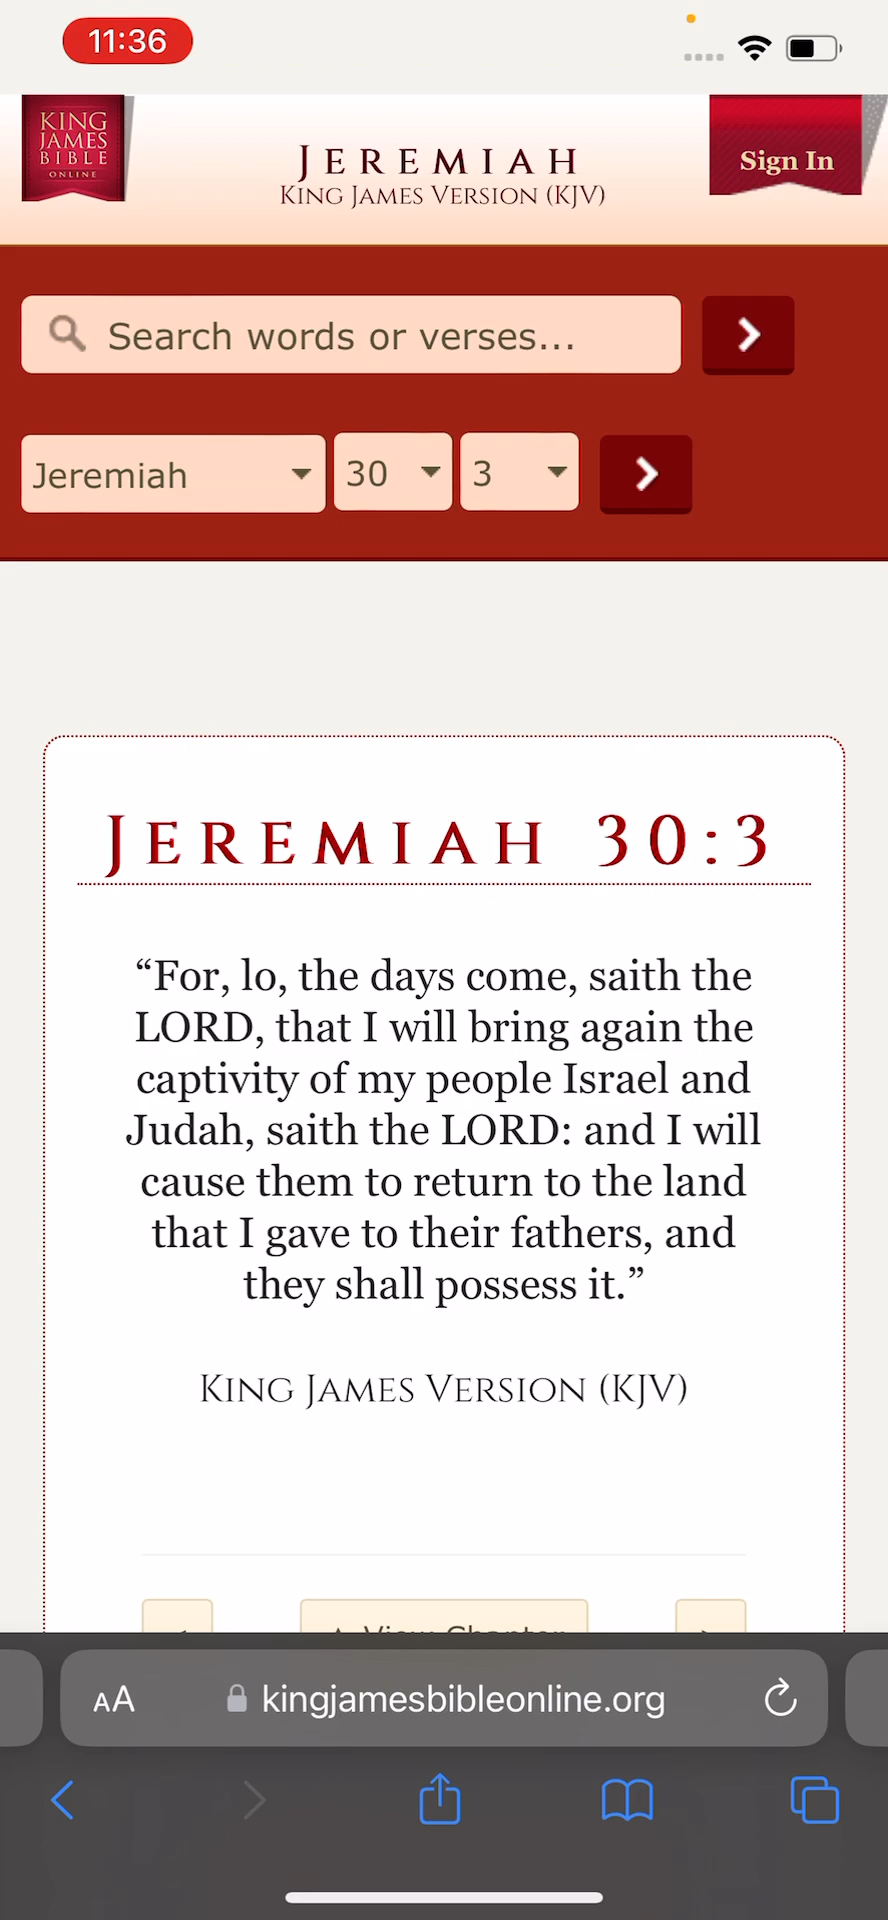 11:36
KING
JAMES
BIBLE
ONLINE
JEREMIAH
KING JAMES VERSION (KJV)
Sign In
Search words or verses...
Jeremiah
30
3
JEREMIAH 30:3
“For, lo, the days come, saith the
LORD, that I will bring again the
captivity of my people Israel and
Judah, saith the LORD: and I will
cause them to return to the land
that I gave to their fathers, and
they shall possess it.”
KING JAMES VERSION (KJV)
View Chapter
AA
kingjamesbibleonline.org